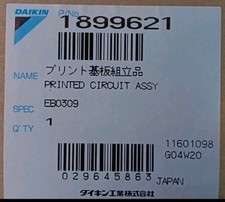 DAIKIN P/No. 1899621
NAME プリント基板組立品
PRINTED CIRCUIT ASSY
SPEC. EB0309
Q'TY 1
11601098
G04W20
029645863
JAPAN
ダイキン工業株式会社